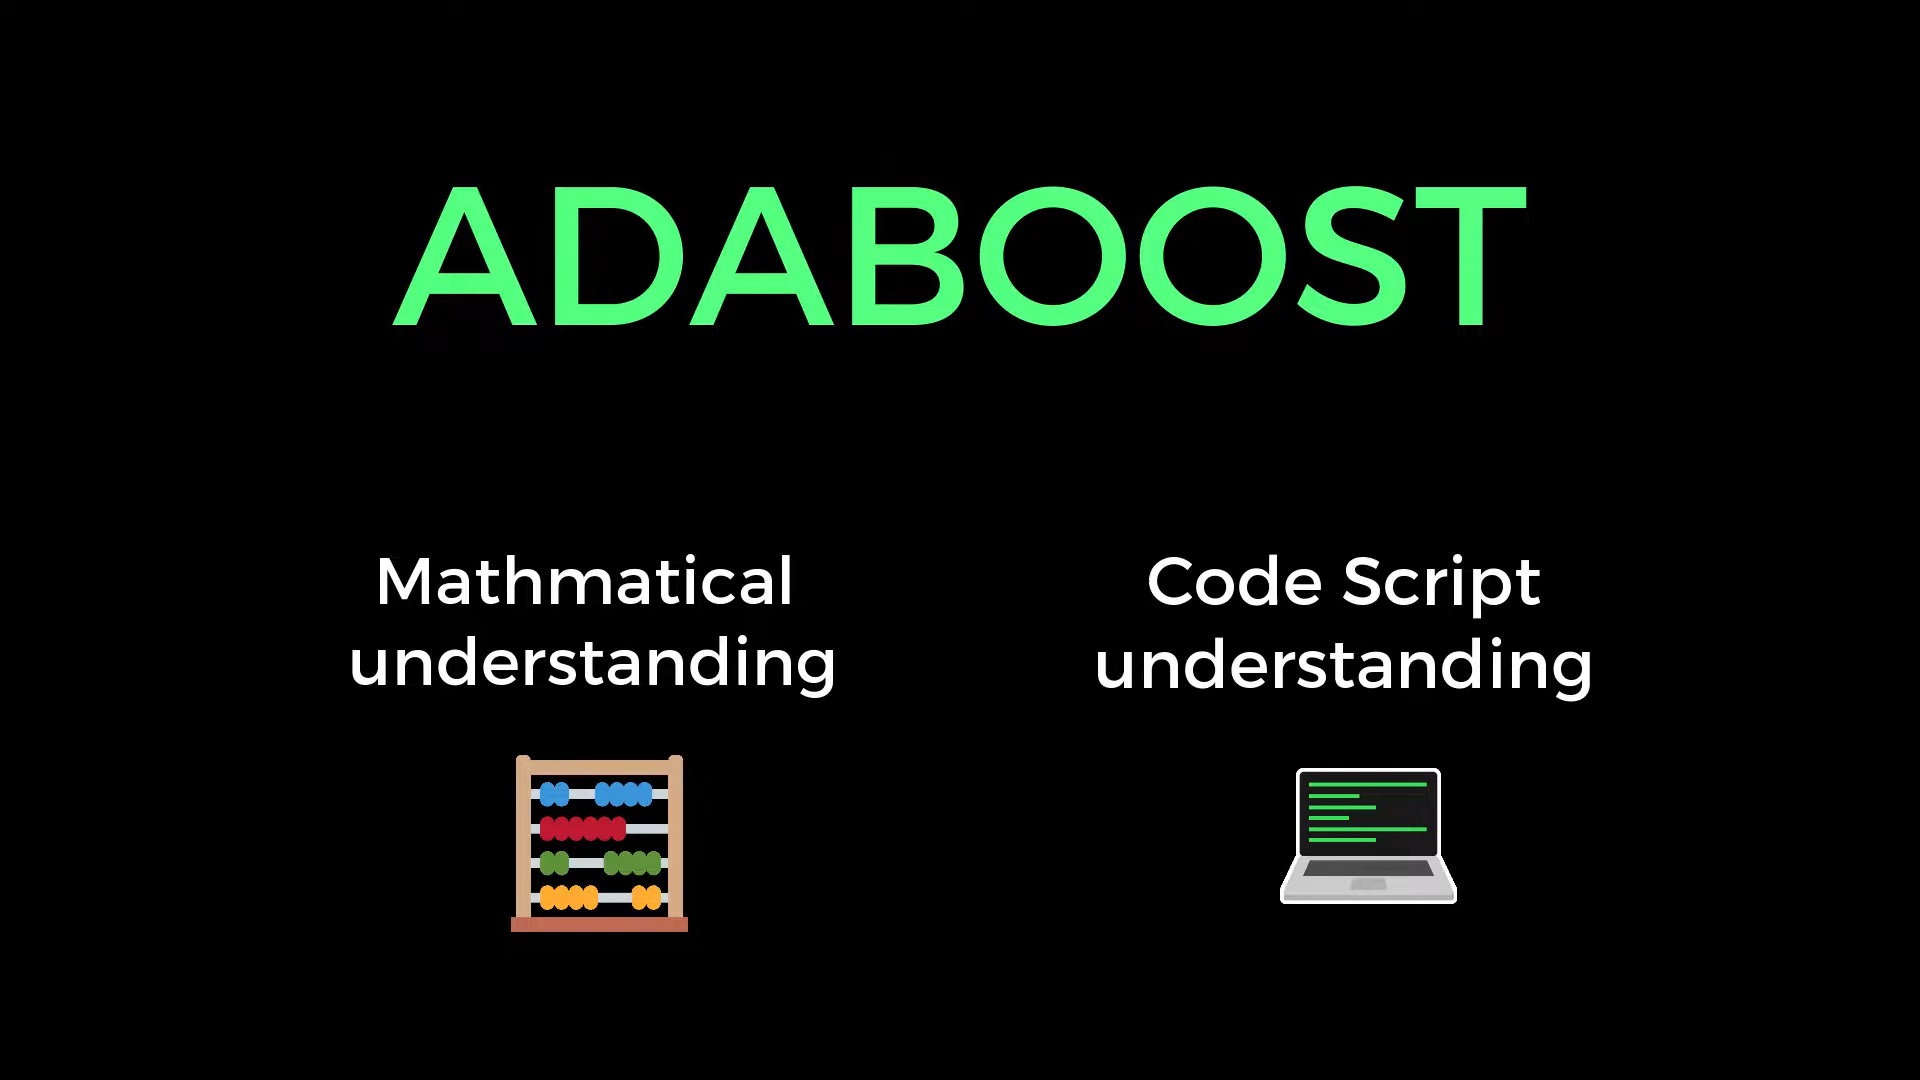 ADABOOST
Mathmatical
understanding
Code Script
understanding